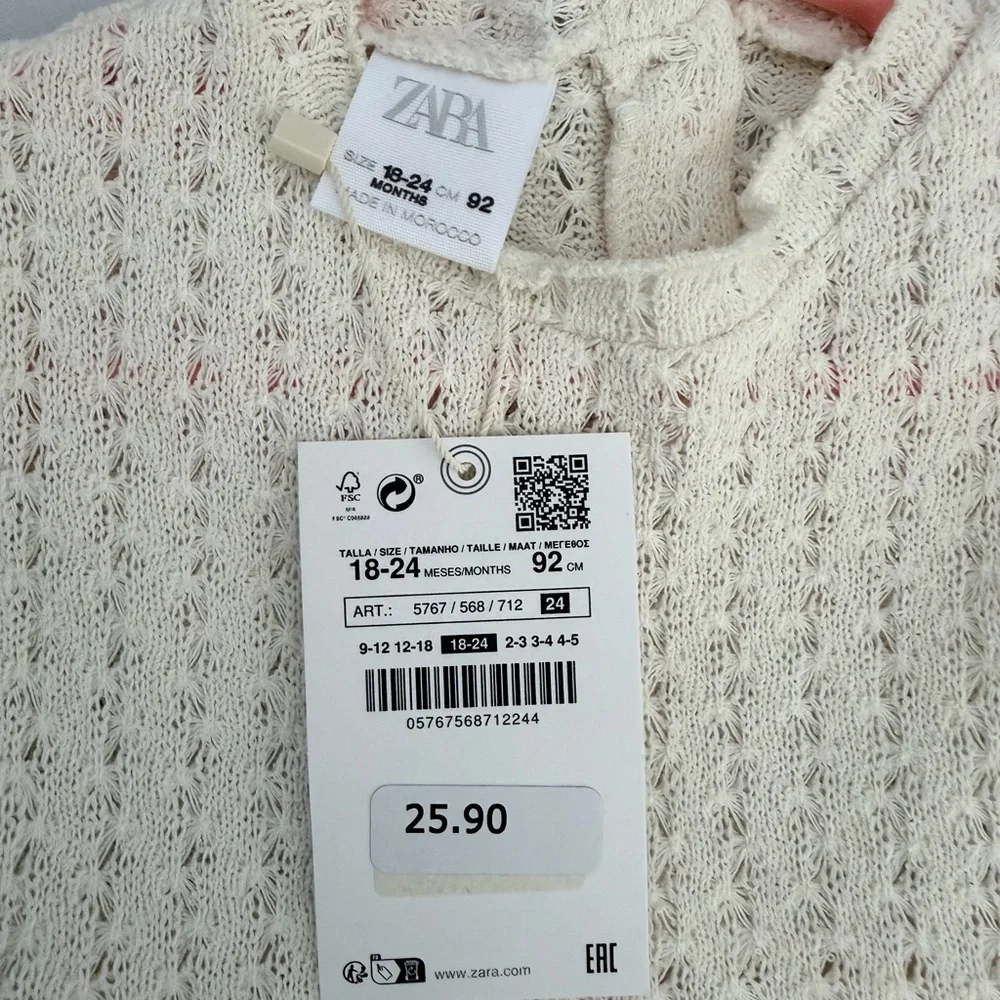 ZARA
SIZE 18-24 CM 92
MONTHS
MADE IN MOROCCO
FSC
MIX
®
TALLA / SIZE / TAMANHO / TAILLE / MAAT / ΜΕΓΕΘΟΣ
18-24 MESES/MONTHS 92 CM
ART.: 5767 / 568 / 712 24
9-12 12-18 18-24 2-3 3-4 4-5
05767568712244
25.90
FR
www.zara.com
EAC